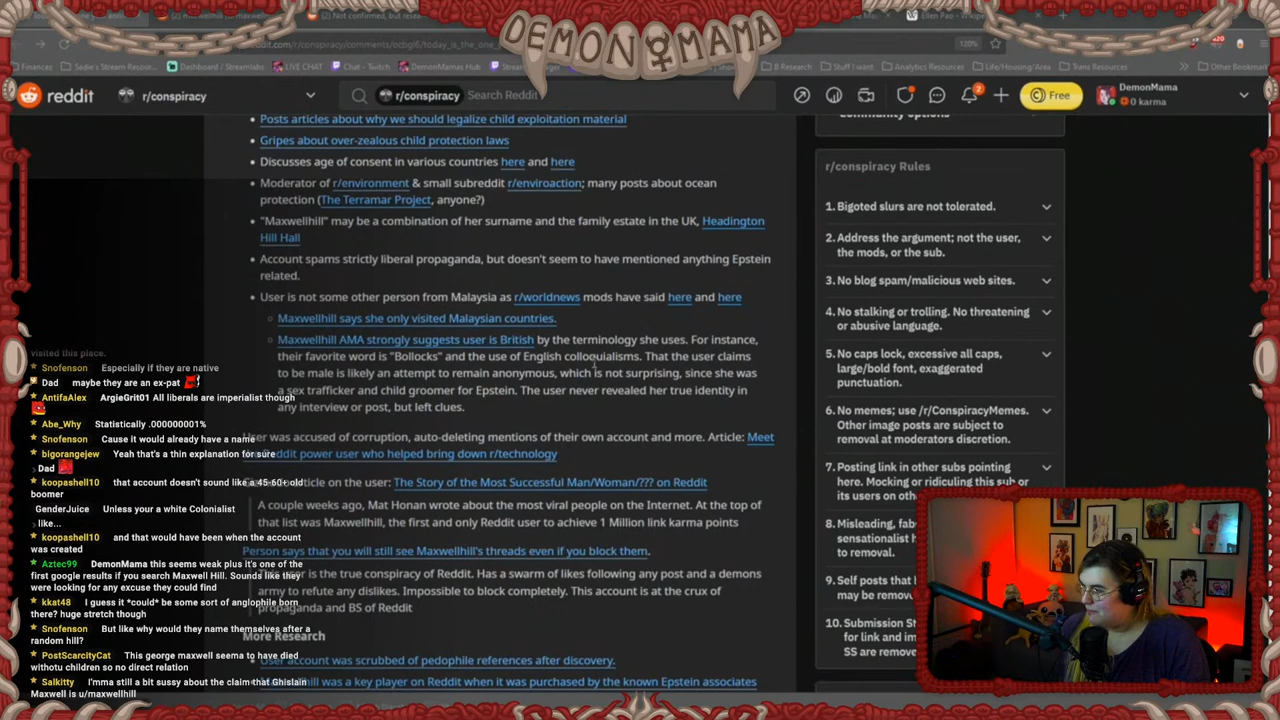 DEMON MAMA
Ellen Pao - Wikipe
120%
reddit
r/conspiracy
r/conspiracy Search Reddit
2
Free
DemonMama
0 karma
Posts articles about why we should legalize child exploitation material
Gripes about over-zealous child protection laws
Discusses age of consent in various countries here and here
Moderator of r/environment & small subreddit r/enviroaction; many posts about ocean
protection (The Terramar Project, anyone?)
"Maxwellhill" may be a combination of her surname and the family estate in the UK, Headington
Hill Hall
Account spams strictly liberal propaganda, but doesn't seem to have mentioned anything Epstein
related.
User is not some other person from Malaysia as r/worldnews mods have said here and here
Maxwellhill says she only visited Malaysian countries.
Maxwellhill AMA strongly suggests user is British by the terminology she uses. For instance,
their favorite word is "Bollocks" and the use of English colloquialisms. That the user claims
to be male is likely an attempt to remain anonymous, which is not surprising, since she was
a sex trafficker and child groomer for Epstein. The user never revealed her true identity in
any interview or post, but left clues.
User was accused of corruption, auto-deleting mentions of their own account and more. Article: Meet
reddit power user who helped bring down r/technology
article on the user: The Story of the Most Successful Man/Woman/??? on Reddit
A couple weeks ago, Mat Honan wrote about the most viral people on the Internet. At the top of
that list was Maxwellhill, the first and only Reddit user to achieve 1 Million link karma points
Person says that you will still see Maxwellhill's threads even if you block them.
is the true conspiracy of Reddit. Has a swarm of likes following any post and a demons
army to refute any dislikes. Impossible to block completely. This account is at the crux of
propaganda and BS of Reddit
More Research
User account was scrubbed of pedophile references after discovery.
was a key player on Reddit when it was purchased by the known Epstein associates
Community options
r/conspiracy Rules
1. Bigoted slurs are not tolerated.
2. Address the argument; not the user,
the mods, or the sub.
3. No blog spam/malicious web sites.
4. No stalking or trolling. No threatening
or abusive language.
5. No caps lock, excessive all caps,
large/bold font, exaggerated
punctuation.
6. No memes; use /r/ConspiracyMemes.
Other image posts are subject to
removal at moderators discretion.
7. Posting link in other subs pointing
here. Mocking or ridiculing this sub or
its users on
8. Misleading,
sensationalist
to removal.
9. Self posts that
may be remov
10. Submission
for link and
SS are remove
visited this place.
Snofenson Especially if they are native
Dad maybe they are an ex-pat
AntifaAlex ArgieGrit01 All liberals are imperialist though
Abe_Why Statistically .000000001%
Snofenson Cause it would already have a name
bigorangejew Yeah that's a thin explanation for sure
Dad
koopashell10 that account doesn't sound like a 45-60+old
boomer
GenderJuice Unless your a white Colonialist
like...
koopashell10 and that would have been when the account
was created
Aztec99 DemonMama this seems weak plus it's one of the
first google results if you search Maxwell Hill. Sounds like they
were looking for any excuse they could find
kkat48 I guess it *could* be some sort of anglophile born
there? huge stretch though
Snofenson But like why would they name themselves after a
random hill?
PostScarcityCat This george maxwell seema to have died
withotu children so no direct relation
Salkitty I'mma still a bit sussy about the claim that Ghislain
Maxwell is u/maxwellhill